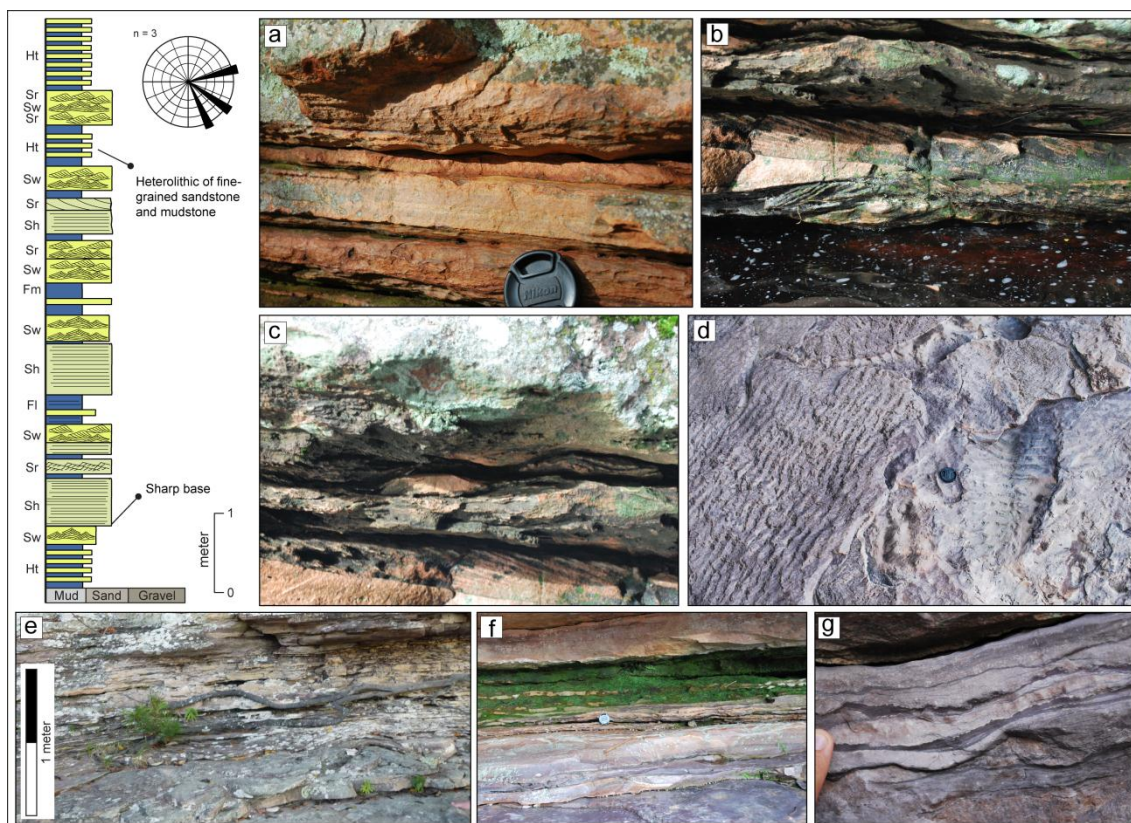 n = 3
Ht
Sr
Sw
Sr
Ht
Heterolithic of fine-
grained sandstone
and mudstone
Sw
Sr
Sh
Sr
Sw
Fm
Sw
Sh
Fl
Sw
Sr
Sh
Sharp base
Sw
Ht
1
meter
0
Mud Sand Gravel
a
Nikon
b
c
d
e
1 meter
f
g